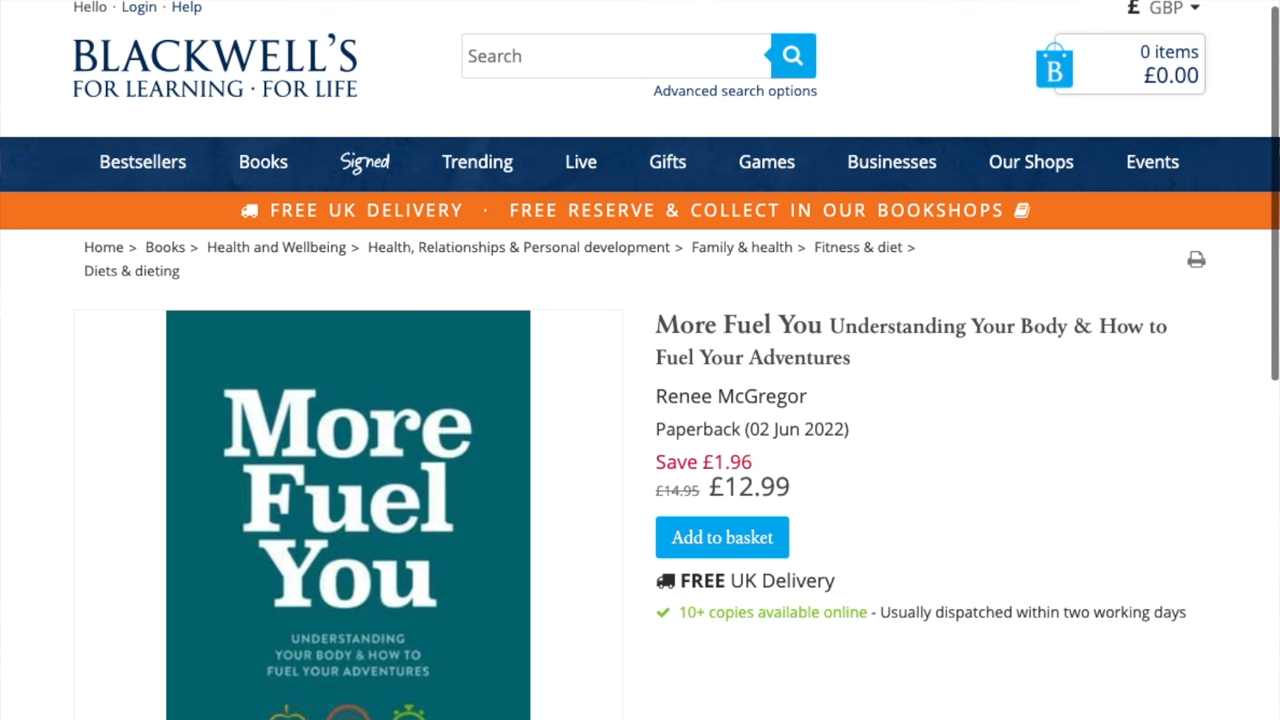 Hello · Login · Help
£ GBP
BLACKWELL'S
FOR LEARNING · FOR LIFE
Search
Advanced search options
B
0 items
£0.00
Bestsellers Books Signed Trending Live Gifts Games Businesses Our Shops Events
FREE UK DELIVERY · FREE RESERVE & COLLECT IN OUR BOOKSHOPS
Home > Books > Health and Wellbeing > Health, Relationships & Personal development > Family & health > Fitness & diet >
Diets & dieting
More
Fuel
You
UNDERSTANDING
YOUR BODY & HOW TO
FUEL YOUR ADVENTURES
More Fuel You Understanding Your Body & How to
Fuel Your Adventures
Renee McGregor
Paperback (02 Jun 2022)
Save £1.96
£14.95 £12.99
Add to basket
FREE UK Delivery
10+ copies available online - Usually dispatched within two working days